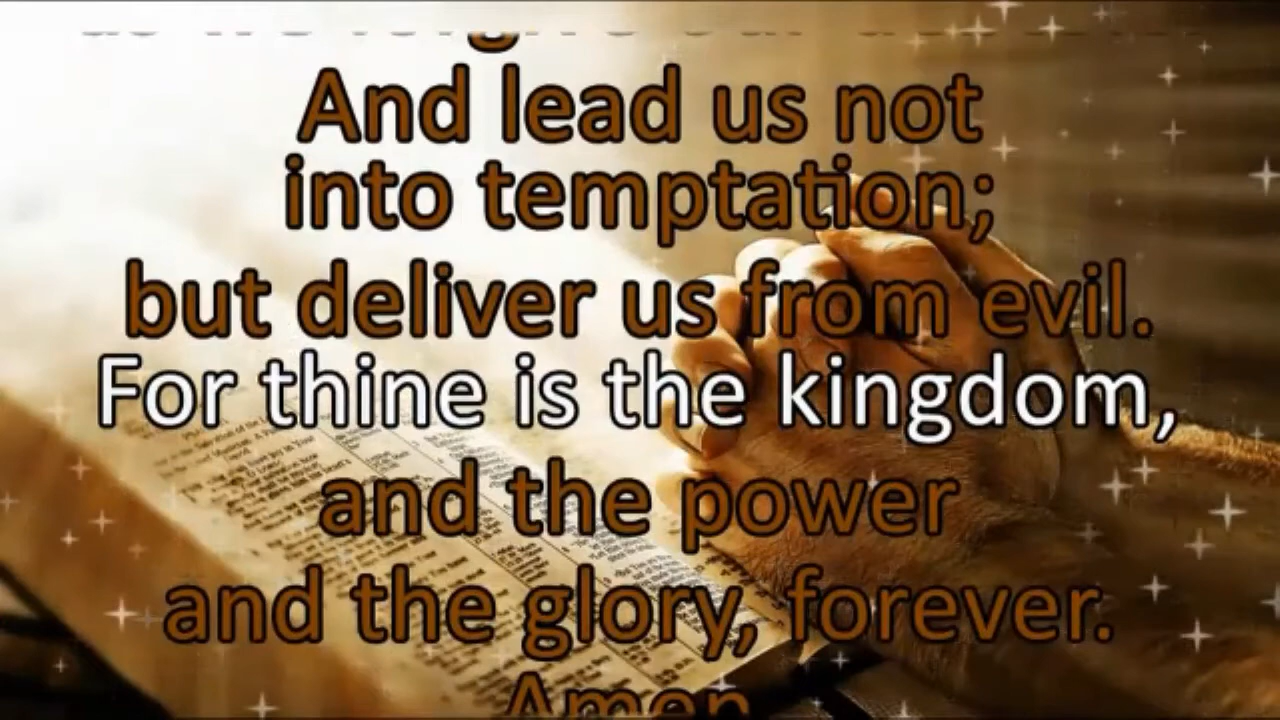 And lead us not
into temptation;
but deliver us from evil.
For thine is the kingdom,
and the power
and the glory, forever.
Amen